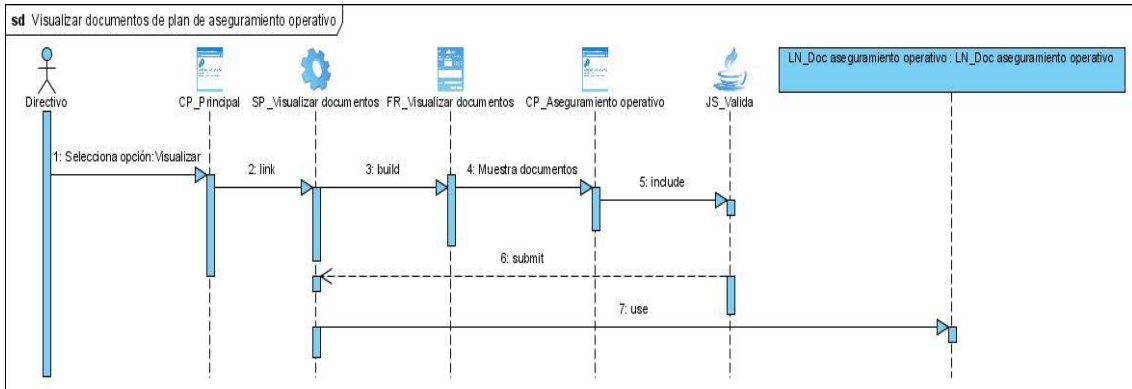 sd Visualizar documentos de plan de aseguramiento operativo
LN_Doc aseguramiento operativo : LN_Doc aseguramiento operativo
Directivo
CP_Principal
SP_Visualizar documentos
FR_Visualizar documentos
CP_Aseguramiento operativo
JS_Valida
1: Selecciona opción:Visualizar
2: link
3: build
4: Muestra documentos
5: include
6: submit
7: use